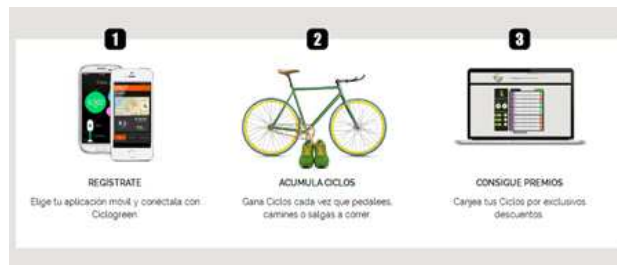 1
2
3
REGÍSTRATE
Elige tu aplicación móvil y conéctala con
Ciclogreen
ACUMULA CICLOS
Gana Ciclos cada vez que pedalees,
camines o salgas a correr
CONSIGUE PREMIOS
Canjea tus Ciclos por exclusivos
descuentos